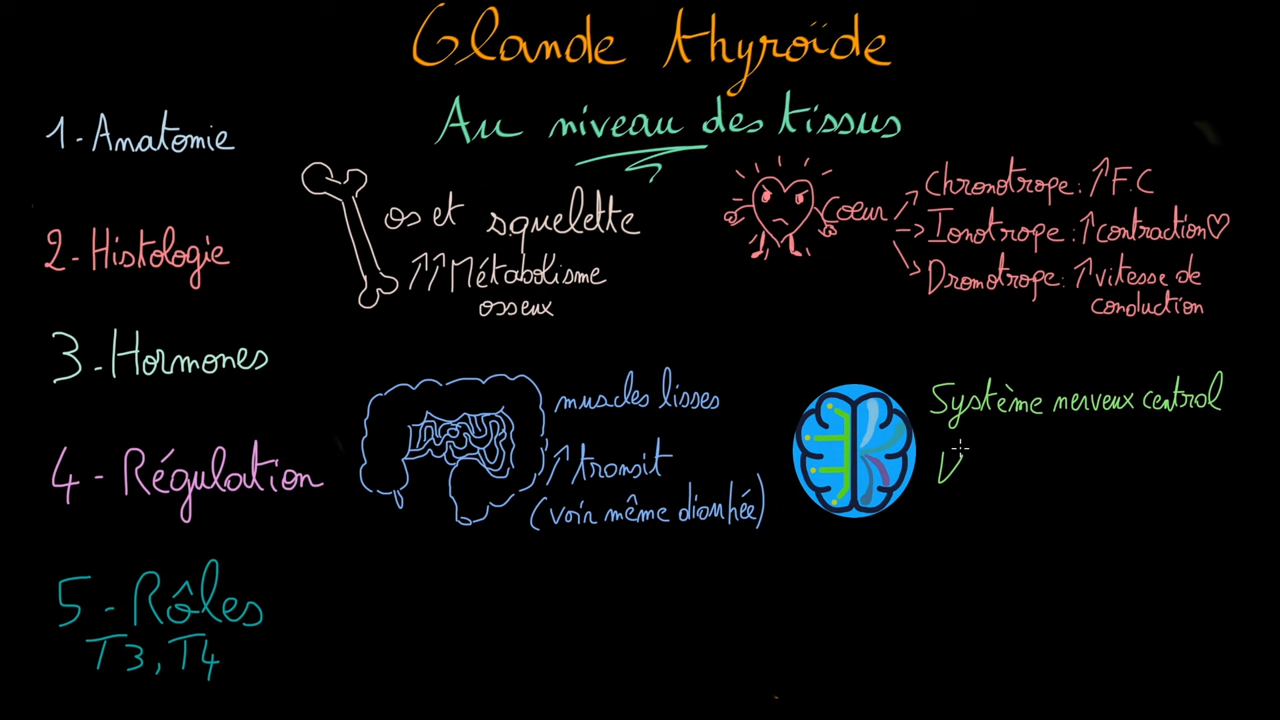 Glande thyroïde
Au niveau des tissus
1-Anatomie
2-Histologie
3-Hormones
4-Régulation
5-Rôles
T3, T4
os et squelette
↑↑Métabolisme
osseux
Coeur
Chronotrope: ↑F.C
→Ionotrope: ↑contraction♡
Dromotrope: ↑vitesse de
conduction
muscles lisses
↑transit
(voir même diarrhée)
Système nerveux central
V